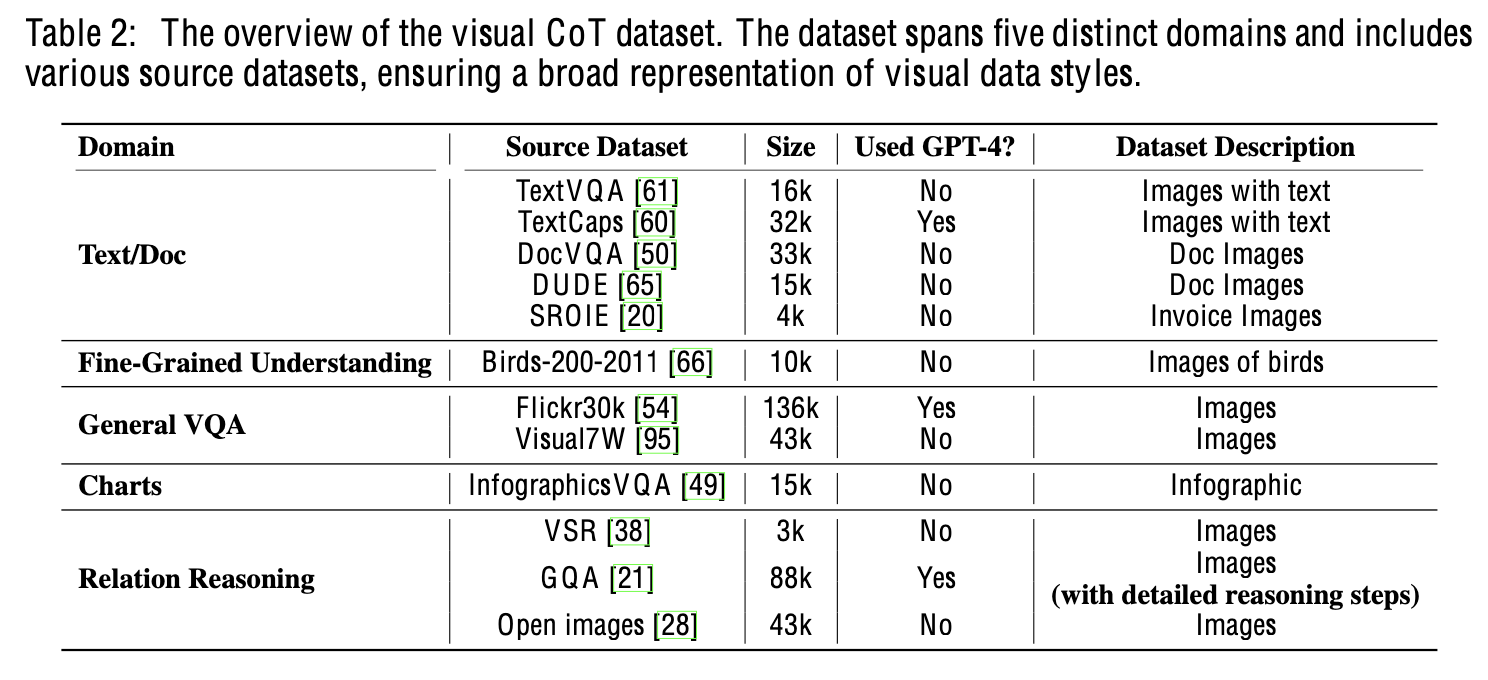 Table 2: The overview of the visual CoT dataset. The dataset spans five distinct domains and includes
various source datasets, ensuring a broad representation of visual data styles.
Domain Source Dataset Size Used GPT-4? Dataset Description
Text/Doc
TextVQA [61] 16k No Images with text
TextCaps [60] 32k Yes Images with text
DocVQA [50] 33k No Doc Images
DUDE [65] 15k No Doc Images
SROIE [20] 4k No Invoice Images
Fine-Grained Understanding Birds-200-2011 [66] 10k No Images of birds
General VQA
Flickr30k [54] 136k Yes Images
Visual7W [95] 43k No Images
Charts InfographicsVQA [49] 15k No Infographic
Relation Reasoning
VSR [38] 3k No Images
GQA [21] 88k Yes Images
(with detailed reasoning steps)
Open images [28] 43k No Images